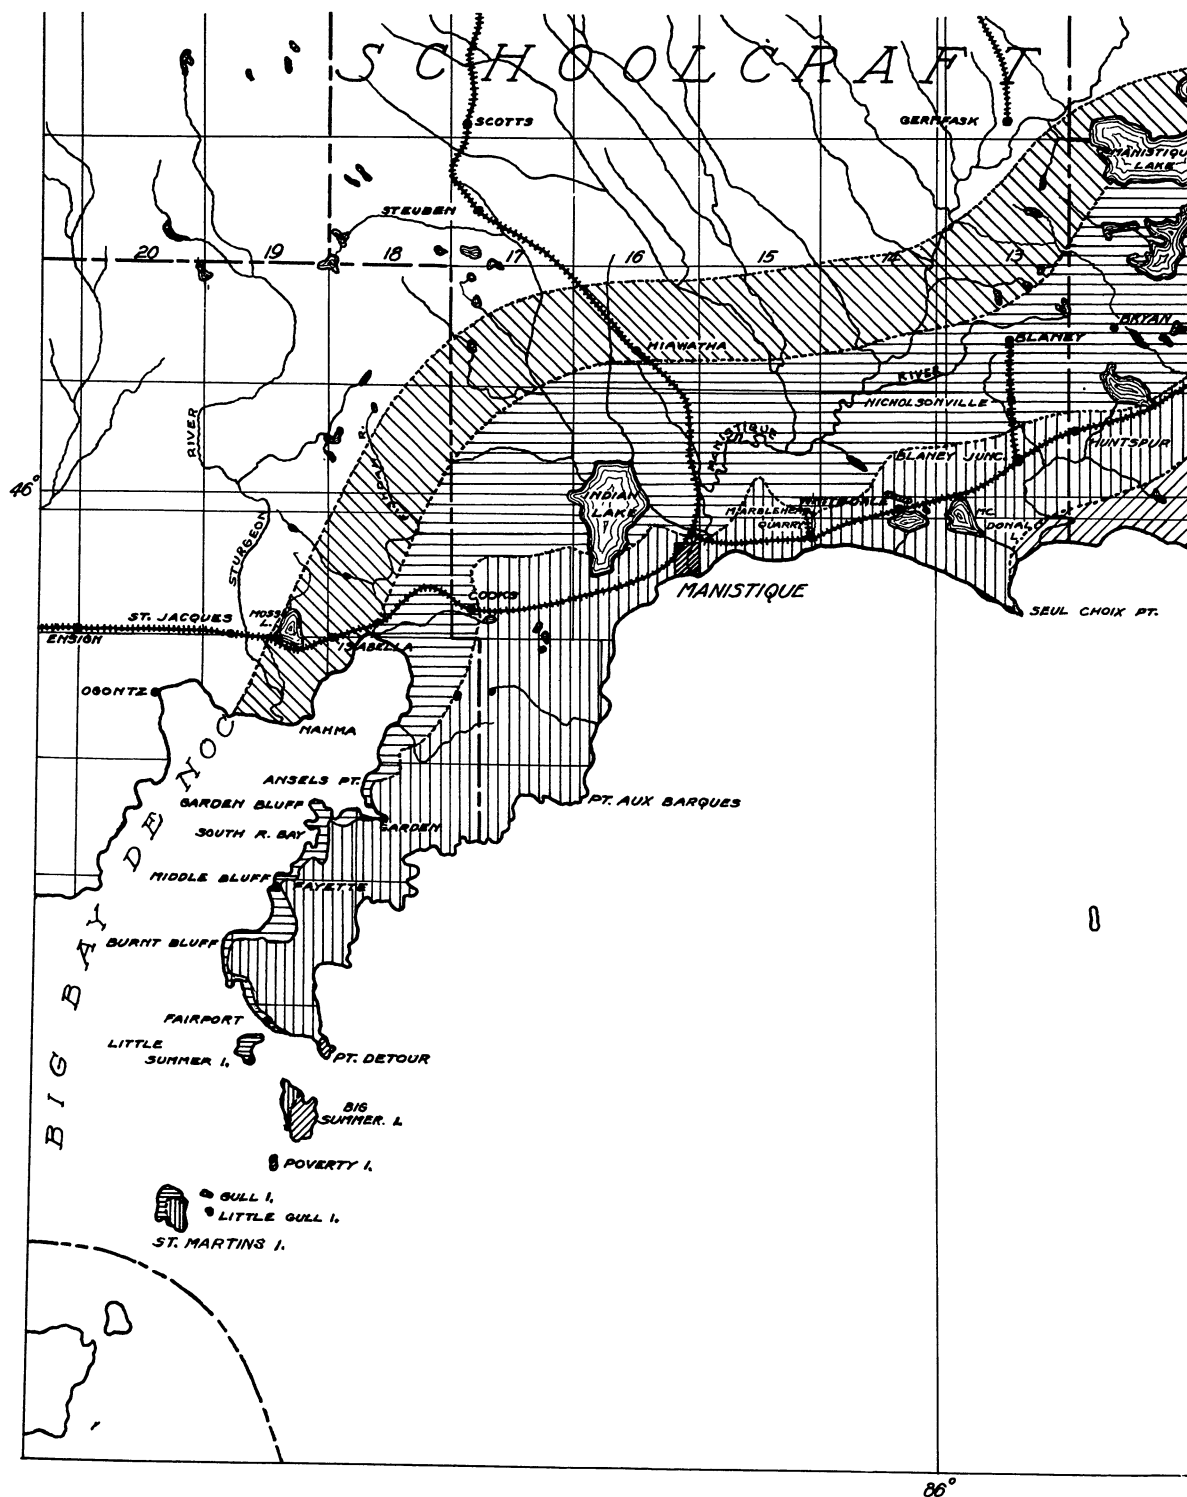 SCHOOLCRAFT
SCOTTS
GERMFASK
MANISTIQU
LAKE
STEUBEN
20 19 18 17 16 15 14 13
BRYAN
HIAWATHA
BLANEY
RIVER
NICHOLSONVILLE
RIVER
MANISTIQUE
R.
HUNTSPUR
BLANEY JUNC.
46°
INDIAN
LAKE
WHITEDALE
MARBLEHEAD
QUARRY
MC.
DONALD
L.
STURGEON
COOKS
MANISTIQUE
SEUL CHOIX PT.
MOSS
L.
ST. JACQUES
ENSIGN
ISABELLA
OGONTZ
NAHMA
BIG BAY DE NOC
ANSELS PT.
GARDEN BLUFF
PT. AUX BARQUES
GARDEN
SOUTH R. BAY
MIDDLE BLUFF
FAYETTE
BURNT BLUFF
FAIRPORT
LITTLE
SUMMER I.
PT. DETOUR
BIG
SUMMER. I.
POVERTY I.
GULL I.
LITTLE GULL I.
ST. MARTINS I.
86°